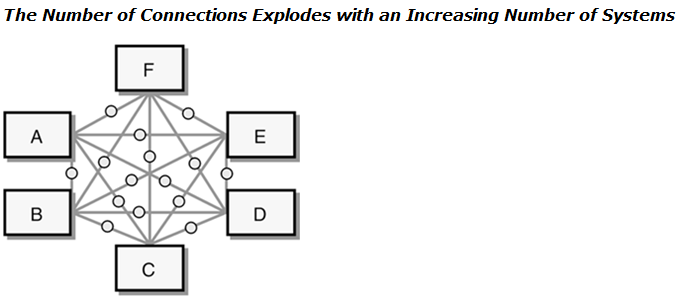 The Number of Connections Explodes with an Increasing Number of Systems
F
A
E
B
D
C